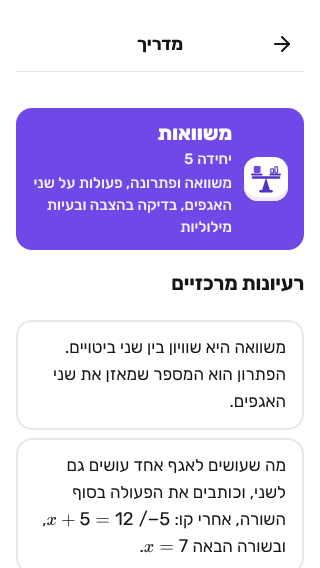 מדריך
משוואות
יחידה 5
משוואה ופתרונה, פעולות על שני
האגפים, בדיקה בהצבה ובעיות
מילוליות
רעיונות מרכזיים
משוואה היא שוויון בין שני ביטויים.
הפתרון הוא המספר שמאזן את שני
האגפים.
מה שעושים לאגף אחד עושים גם
לשני, וכותבים את הפעולה בסוף
השורה, אחרי קו: x + 5 = 12 /−5,
ובשורה הבאה x = 7.